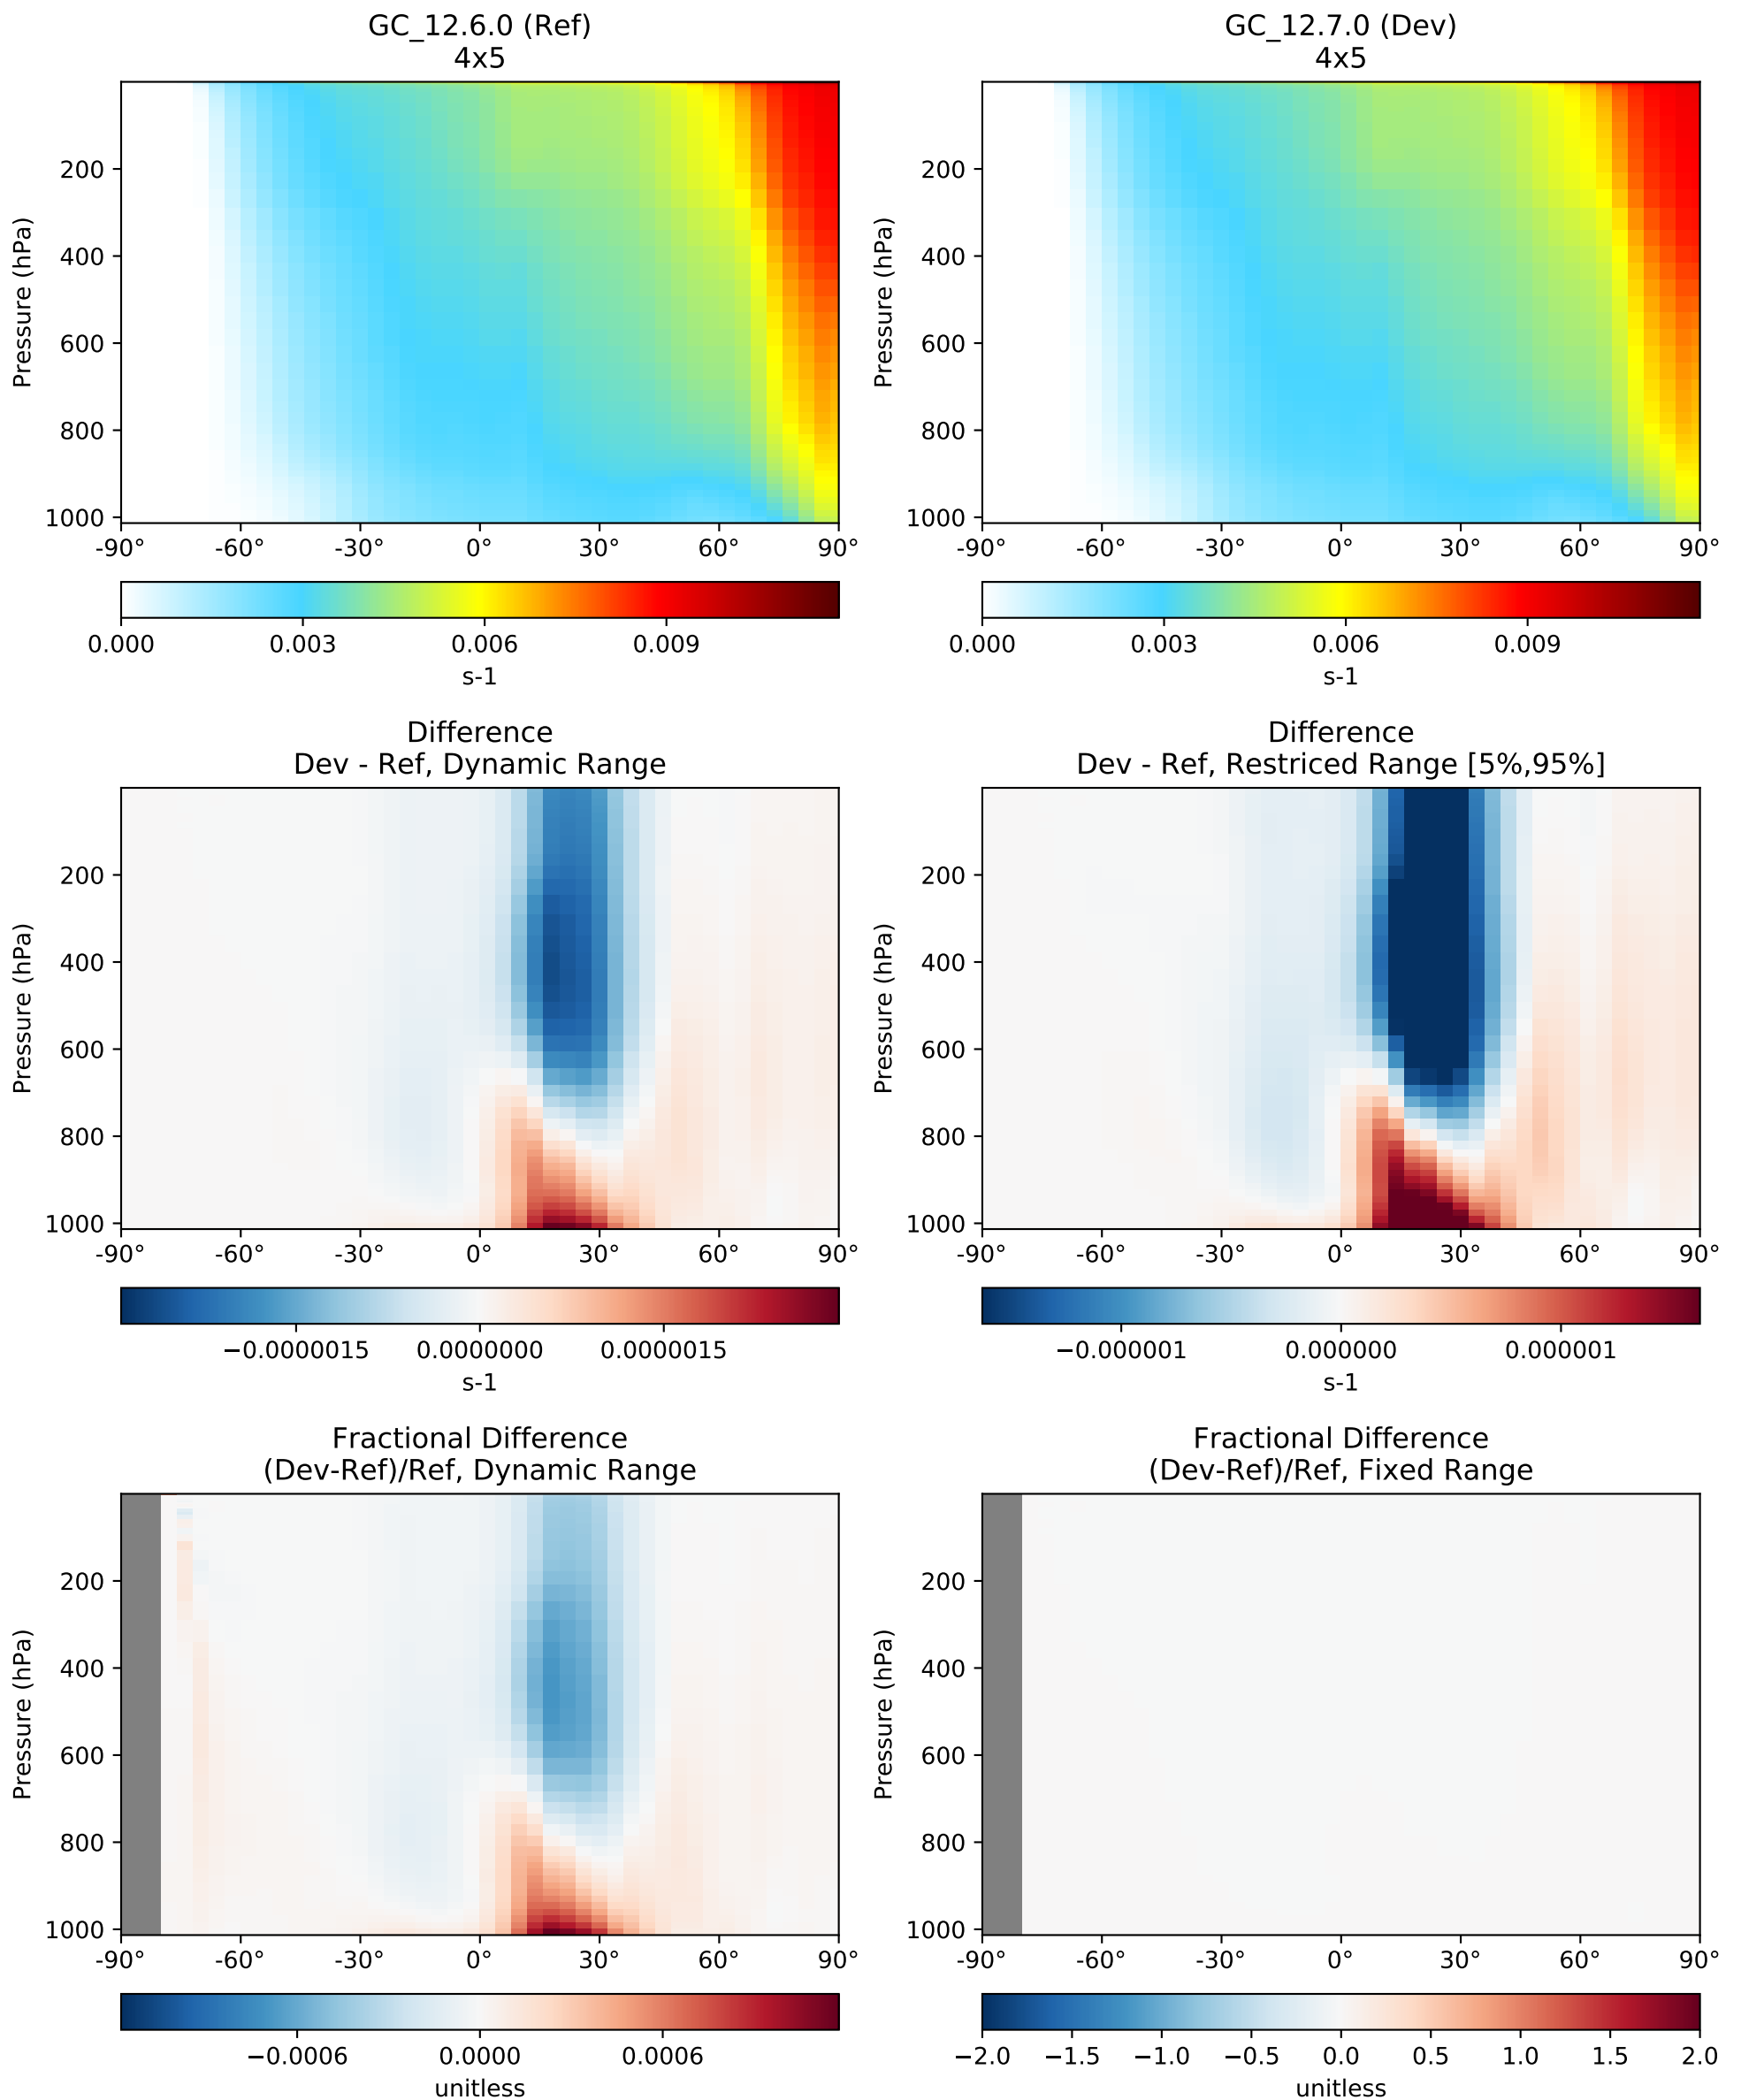 GC_12.6.0 (Ref)
4x5
Pressure (hPa)
200
400
600
800
1000
-90° -60° -30° 0° 30° 60° 90°
0.000 0.003 0.006 0.009
s-1
GC_12.7.0 (Dev)
4x5
Pressure (hPa)
200
400
600
800
1000
-90° -60° -30° 0° 30° 60° 90°
0.000 0.003 0.006 0.009
s-1
Difference
Dev - Ref, Dynamic Range
Pressure (hPa)
200
400
600
800
1000
-90° -60° -30° 0° 30° 60° 90°
−0.0000015 0.0000000 0.0000015
s-1
Difference
Dev - Ref, Restriced Range [5%,95%]
Pressure (hPa)
200
400
600
800
1000
-90° -60° -30° 0° 30° 60° 90°
−0.000001 0.000000 0.000001
s-1
Fractional Difference
(Dev-Ref)/Ref, Dynamic Range
Pressure (hPa)
200
400
600
800
1000
-90° -60° -30° 0° 30° 60° 90°
−0.0006 0.0000 0.0006
unitless
Fractional Difference
(Dev-Ref)/Ref, Fixed Range
Pressure (hPa)
200
400
600
800
1000
-90° -60° -30° 0° 30° 60° 90°
−2.0 −1.5 −1.0 −0.5 0.0 0.5 1.0 1.5 2.0
unitless